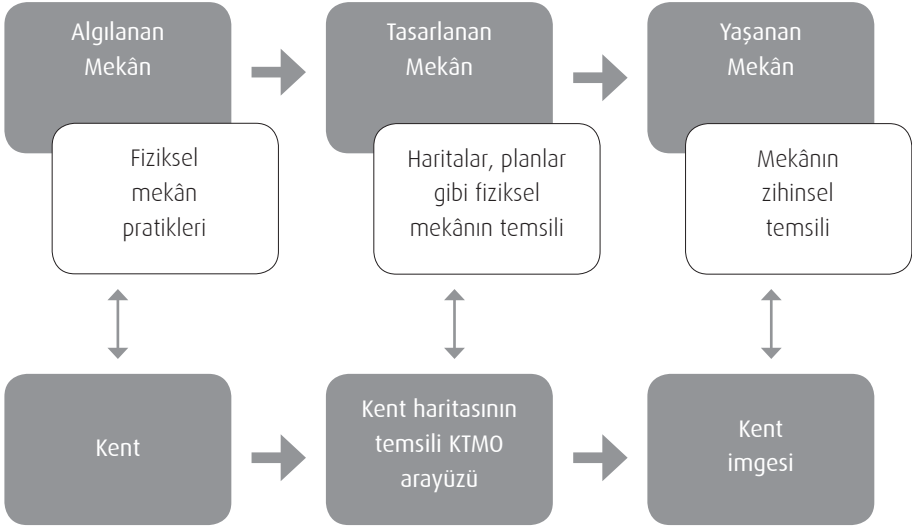 Algılanan
Mekân
Tasarlanan
Mekân
Yaşanan
Mekân
Fiziksel
mekân
pratikleri
Haritalar, planlar
gibi fiziksel
mekânın temsili
Mekânın
zihinsel
temsili
Kent
Kent haritasının
temsili KTMO
arayüzü
Kent
imgesi